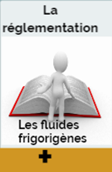 La
réglementation
Les fluides
frigorigènes
+